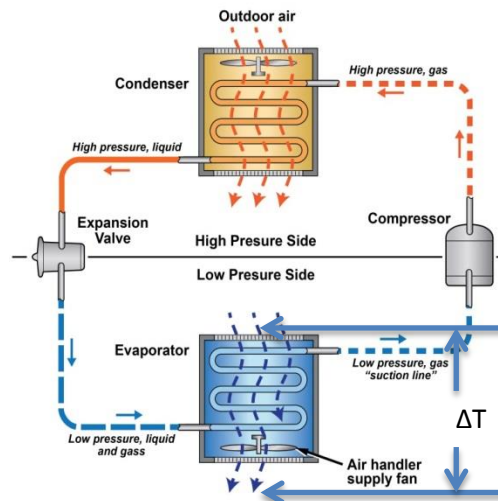 Outdoor air
Condenser
High pressure, gas
High pressure, liquid
Expansion
Valve
Compressor
High Presure Side
Low Presure Side
Evaporator
Low pressure, gas
"suction line"
ΔT
Low pressure, liquid
and gass
Air handler
supply fan